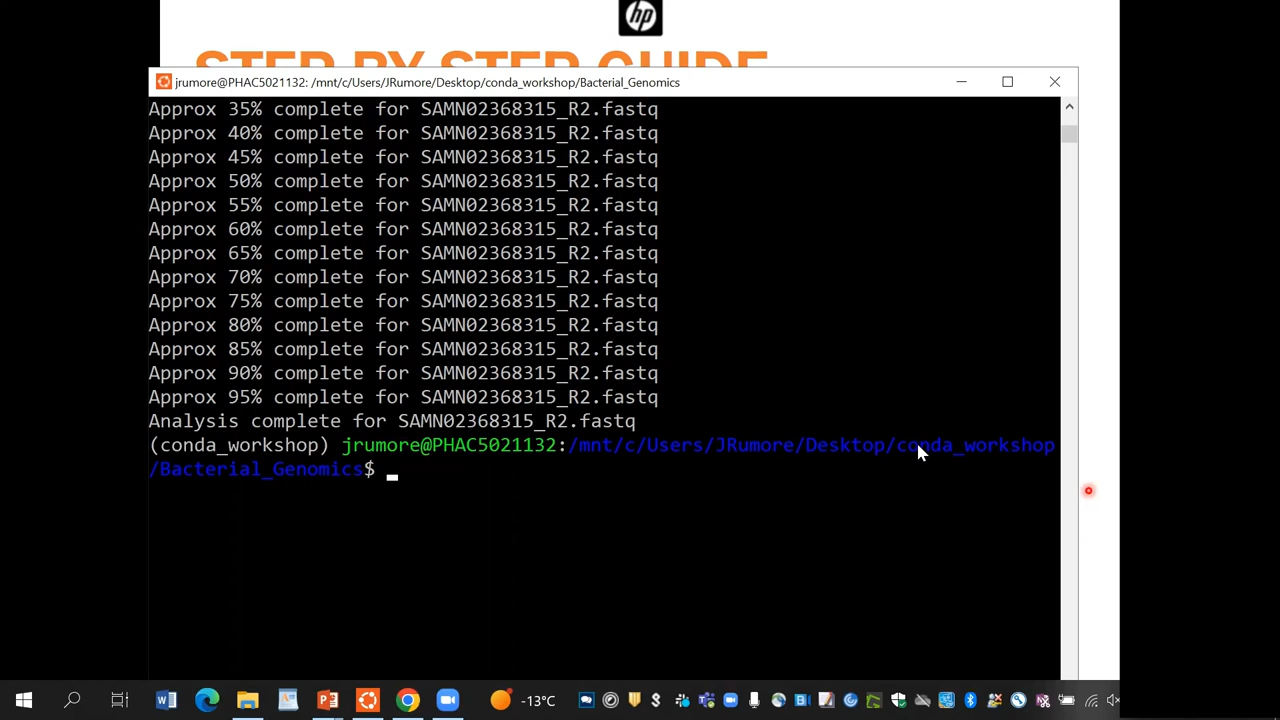 hp
STEP BY STEP GUIDE
jrumore@PHAC5021132: /mnt/c/Users/JRumore/Desktop/conda_workshop/Bacterial_Genomics
Approx 35% complete for SAMN02368315_R2.fastq
Approx 40% complete for SAMN02368315_R2.fastq
Approx 45% complete for SAMN02368315_R2.fastq
Approx 50% complete for SAMN02368315_R2.fastq
Approx 55% complete for SAMN02368315_R2.fastq
Approx 60% complete for SAMN02368315_R2.fastq
Approx 65% complete for SAMN02368315_R2.fastq
Approx 70% complete for SAMN02368315_R2.fastq
Approx 75% complete for SAMN02368315_R2.fastq
Approx 80% complete for SAMN02368315_R2.fastq
Approx 85% complete for SAMN02368315_R2.fastq
Approx 90% complete for SAMN02368315_R2.fastq
Approx 95% complete for SAMN02368315_R2.fastq
Analysis complete for SAMN02368315_R2.fastq
(conda_workshop) jrumore@PHAC5021132:/mnt/c/Users/JRumore/Desktop/conda_workshop
/Bacterial_Genomics$
-13°C